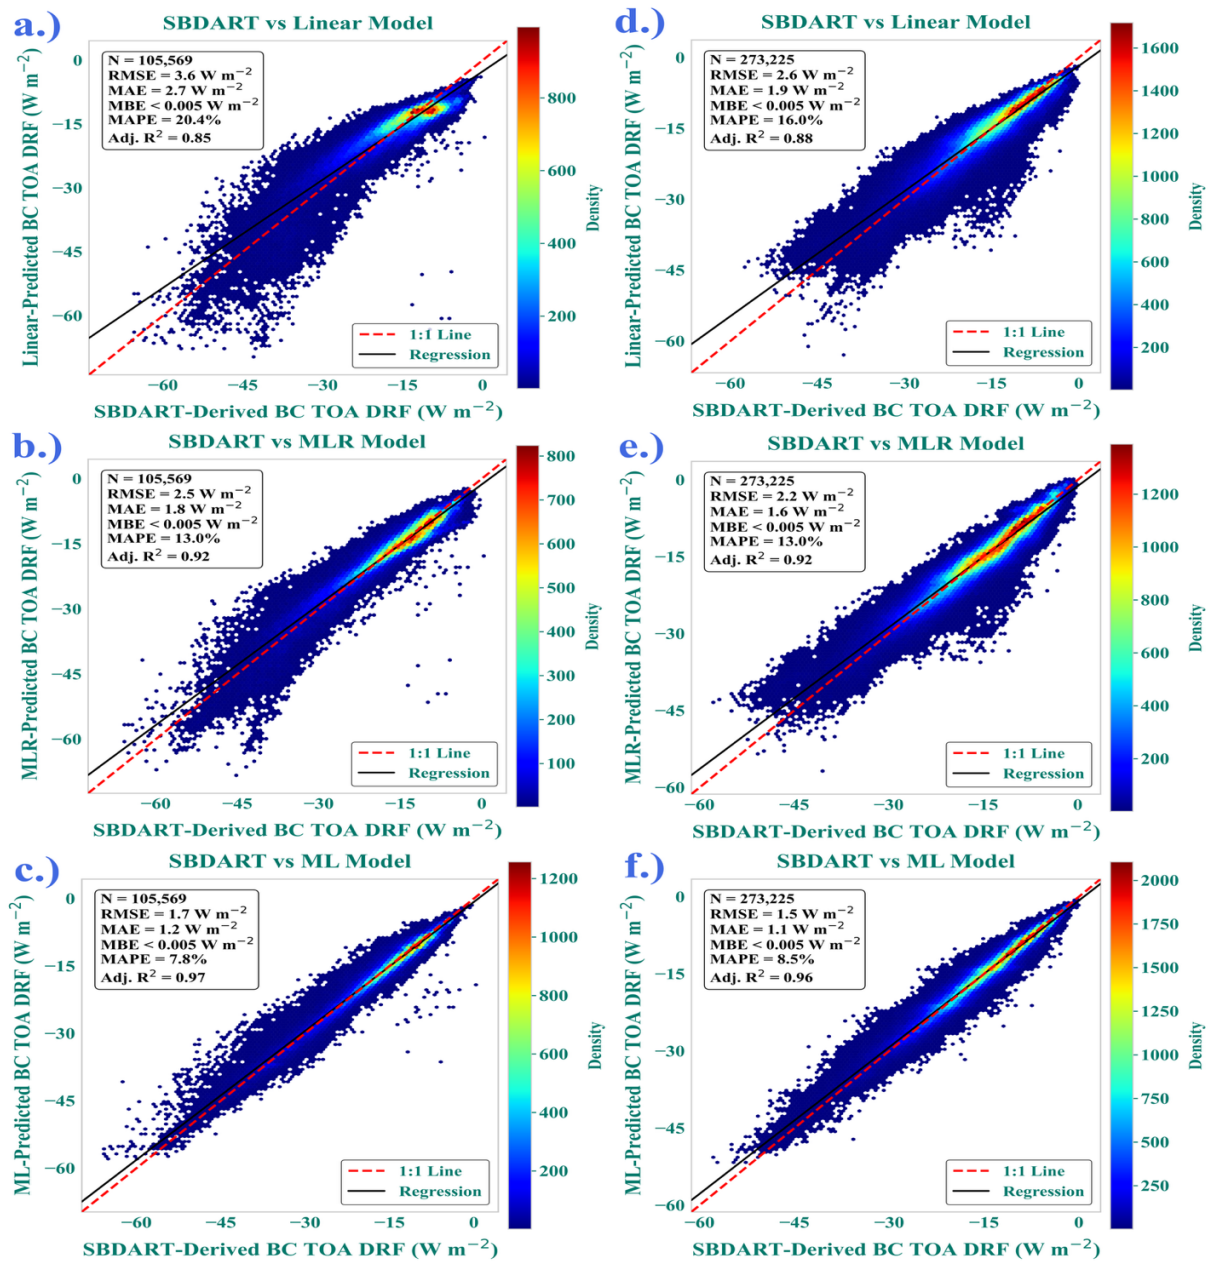 a.)
SBDART vs Linear Model
N = 105,569
RMSE = 3.6 W m−2
MAE = 2.7 W m−2
MBE < 0.005 W m−2
MAPE = 20.4%
Adj. R2 = 0.85
Linear-Predicted BC TOA DRF (W m−2)
0
−15
−30
−45
−60
1:1 Line
Regression
−60 −45 −30 −15 0
SBDART-Derived BC TOA DRF (W m−2)
800
600
400
200
Density
d.)
SBDART vs Linear Model
N = 273,225
RMSE = 2.6 W m−2
MAE = 1.9 W m−2
MBE < 0.005 W m−2
MAPE = 16.0%
Adj. R2 = 0.88
Linear-Predicted BC TOA DRF (W m−2)
0
−15
−30
−45
−60
1:1 Line
Regression
−60 −45 −30 −15 0
SBDART-Derived BC TOA DRF (W m−2)
1600
1400
1200
1000
800
600
400
200
Density
b.)
SBDART vs MLR Model
N = 105,569
RMSE = 2.5 W m−2
MAE = 1.8 W m−2
MBE < 0.005 W m−2
MAPE = 13.0%
Adj. R2 = 0.92
MLR-Predicted BC TOA DRF (W m−2)
0
−15
−30
−45
−60
1:1 Line
Regression
−60 −45 −30 −15 0
SBDART-Derived BC TOA DRF (W m−2)
800
700
600
500
400
300
200
100
Density
e.)
SBDART vs MLR Model
N = 273,225
RMSE = 2.2 W m−2
MAE = 1.6 W m−2
MBE < 0.005 W m−2
MAPE = 13.0%
Adj. R2 = 0.92
MLR-Predicted BC TOA DRF (W m−2)
0
−15
−30
−45
−60
1:1 Line
Regression
−60 −45 −30 −15 0
SBDART-Derived BC TOA DRF (W m−2)
1200
1000
800
600
400
200
Density
c.)
SBDART vs ML Model
N = 105,569
RMSE = 1.7 W m−2
MAE = 1.2 W m−2
MBE < 0.005 W m−2
MAPE = 7.8%
Adj. R2 = 0.97
ML-Predicted BC TOA DRF (W m−2)
0
−15
−30
−45
−60
1:1 Line
Regression
−60 −45 −30 −15 0
SBDART-Derived BC TOA DRF (W m−2)
1200
1000
800
600
400
200
Density
f.)
SBDART vs ML Model
N = 273,225
RMSE = 1.5 W m−2
MAE = 1.1 W m−2
MBE < 0.005 W m−2
MAPE = 8.5%
Adj. R2 = 0.96
ML-Predicted BC TOA DRF (W m−2)
0
−15
−30
−45
−60
1:1 Line
Regression
−60 −45 −30 −15 0
SBDART-Derived BC TOA DRF (W m−2)
2000
1750
1500
1250
1000
750
500
250
Density